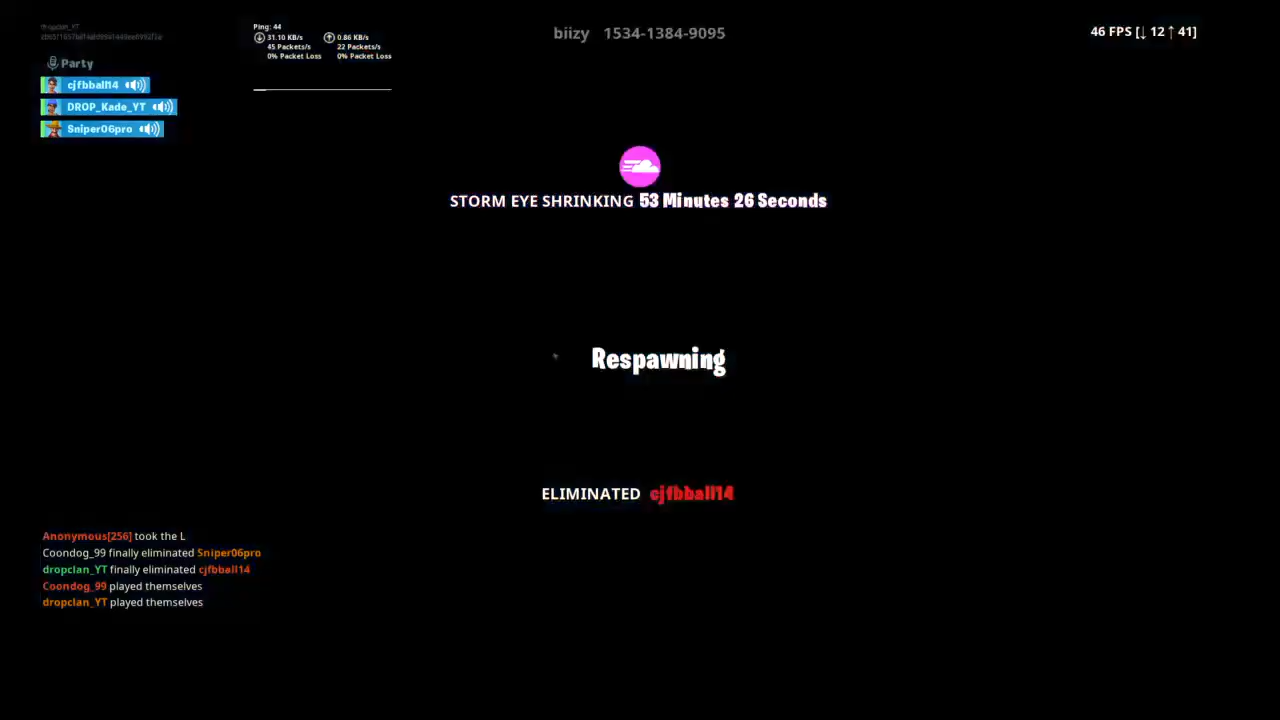 dropclan_YT
Party
cjfbball14
DROP_Kade_YT
Sniper06pro
Ping: 44
31.10 KB/s 0.86 KB/s
45 Packets/s 22 Packets/s
0% Packet Loss 0% Packet Loss
biizy 1534-1384-9095
46 FPS [↓ 12 ↑ 41]
STORM EYE SHRINKING 53 Minutes 26 Seconds
Respawning
ELIMINATED cjfbball14
Anonymous[256] took the L
Coondog_99 finally eliminated Sniper06pro
dropclan_YT finally eliminated cjfbball14
Coondog_99 played themselves
dropclan_YT played themselves